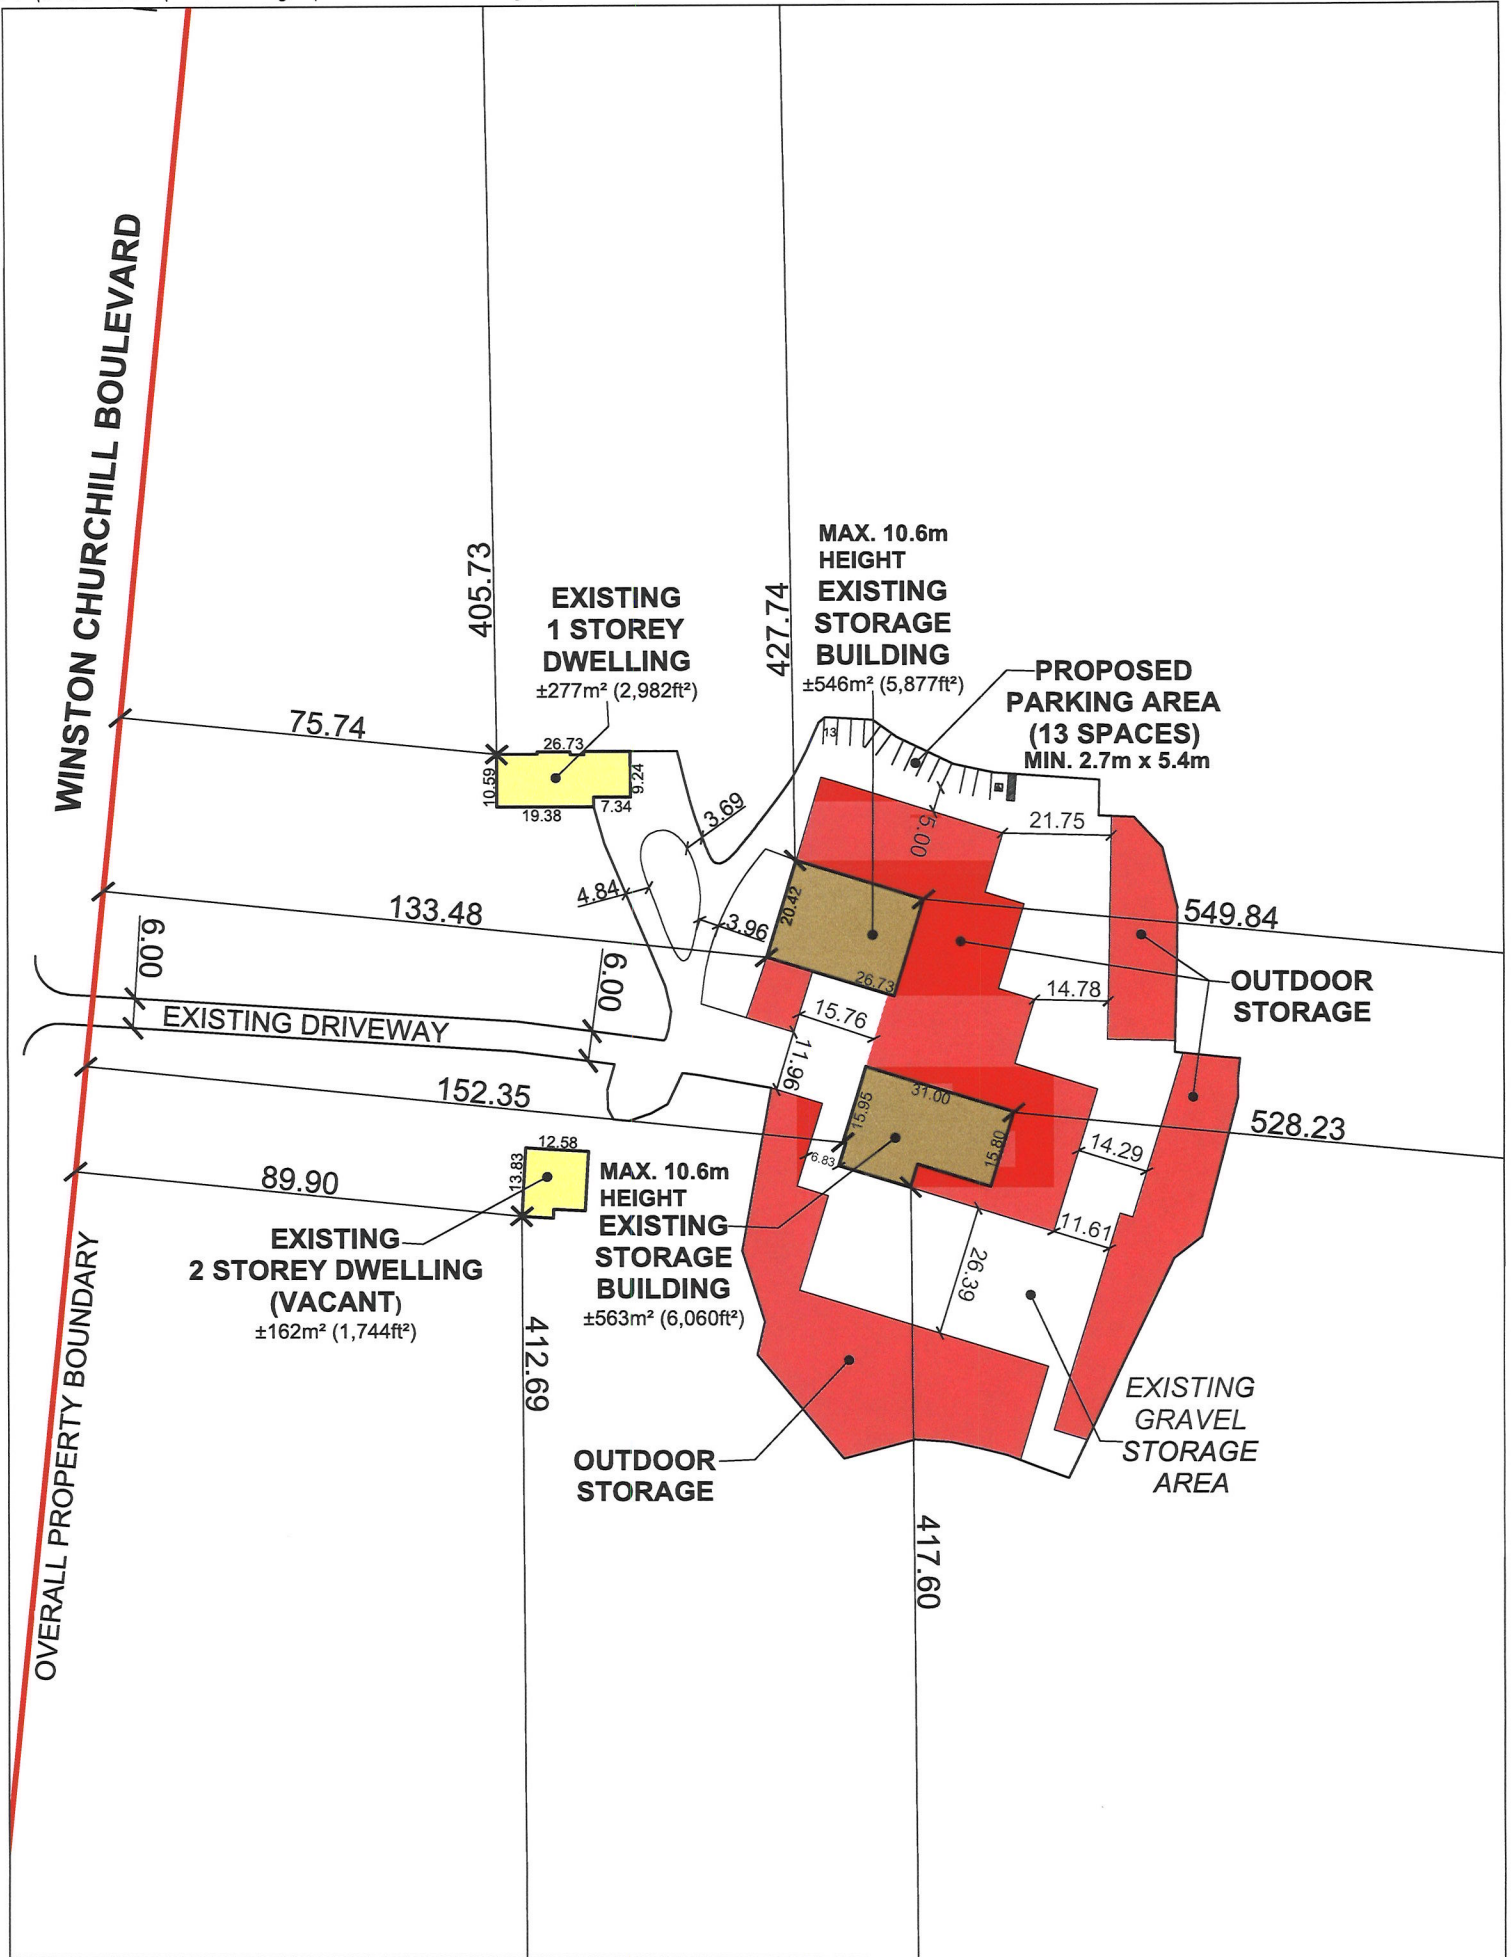 WINSTON CHURCHILL BOULEVARD
405.73
427.74
MAX. 10.6m
HEIGHT
EXISTING
STORAGE
BUILDING
±546m² (5,877ft²)
EXISTING
1 STOREY
DWELLING
±277m² (2,982ft²)
PROPOSED
PARKING AREA
(13 SPACES)
MIN. 2.7m x 5.4m
75.74
26.73
10.59
9.24
19.38
7.34
13
3.69
5.00
21.75
4.84
133.48
3.96
20.42
26.73
549.84
6.00
6.00
EXISTING DRIVEWAY
15.76
14.78
OUTDOOR
STORAGE
11.96
152.35
31.00
15.95
15.80
6.83
528.23
14.29
12.58
13.83
89.90
MAX. 10.6m
HEIGHT
EXISTING
STORAGE
BUILDING
±563m² (6,060ft²)
EXISTING
2 STOREY DWELLING
(VACANT)
±162m² (1,744ft²)
11.61
26.39
412.69
OVERALL PROPERTY BOUNDARY
EXISTING
GRAVEL
STORAGE
AREA
OUTDOOR
STORAGE
417.60